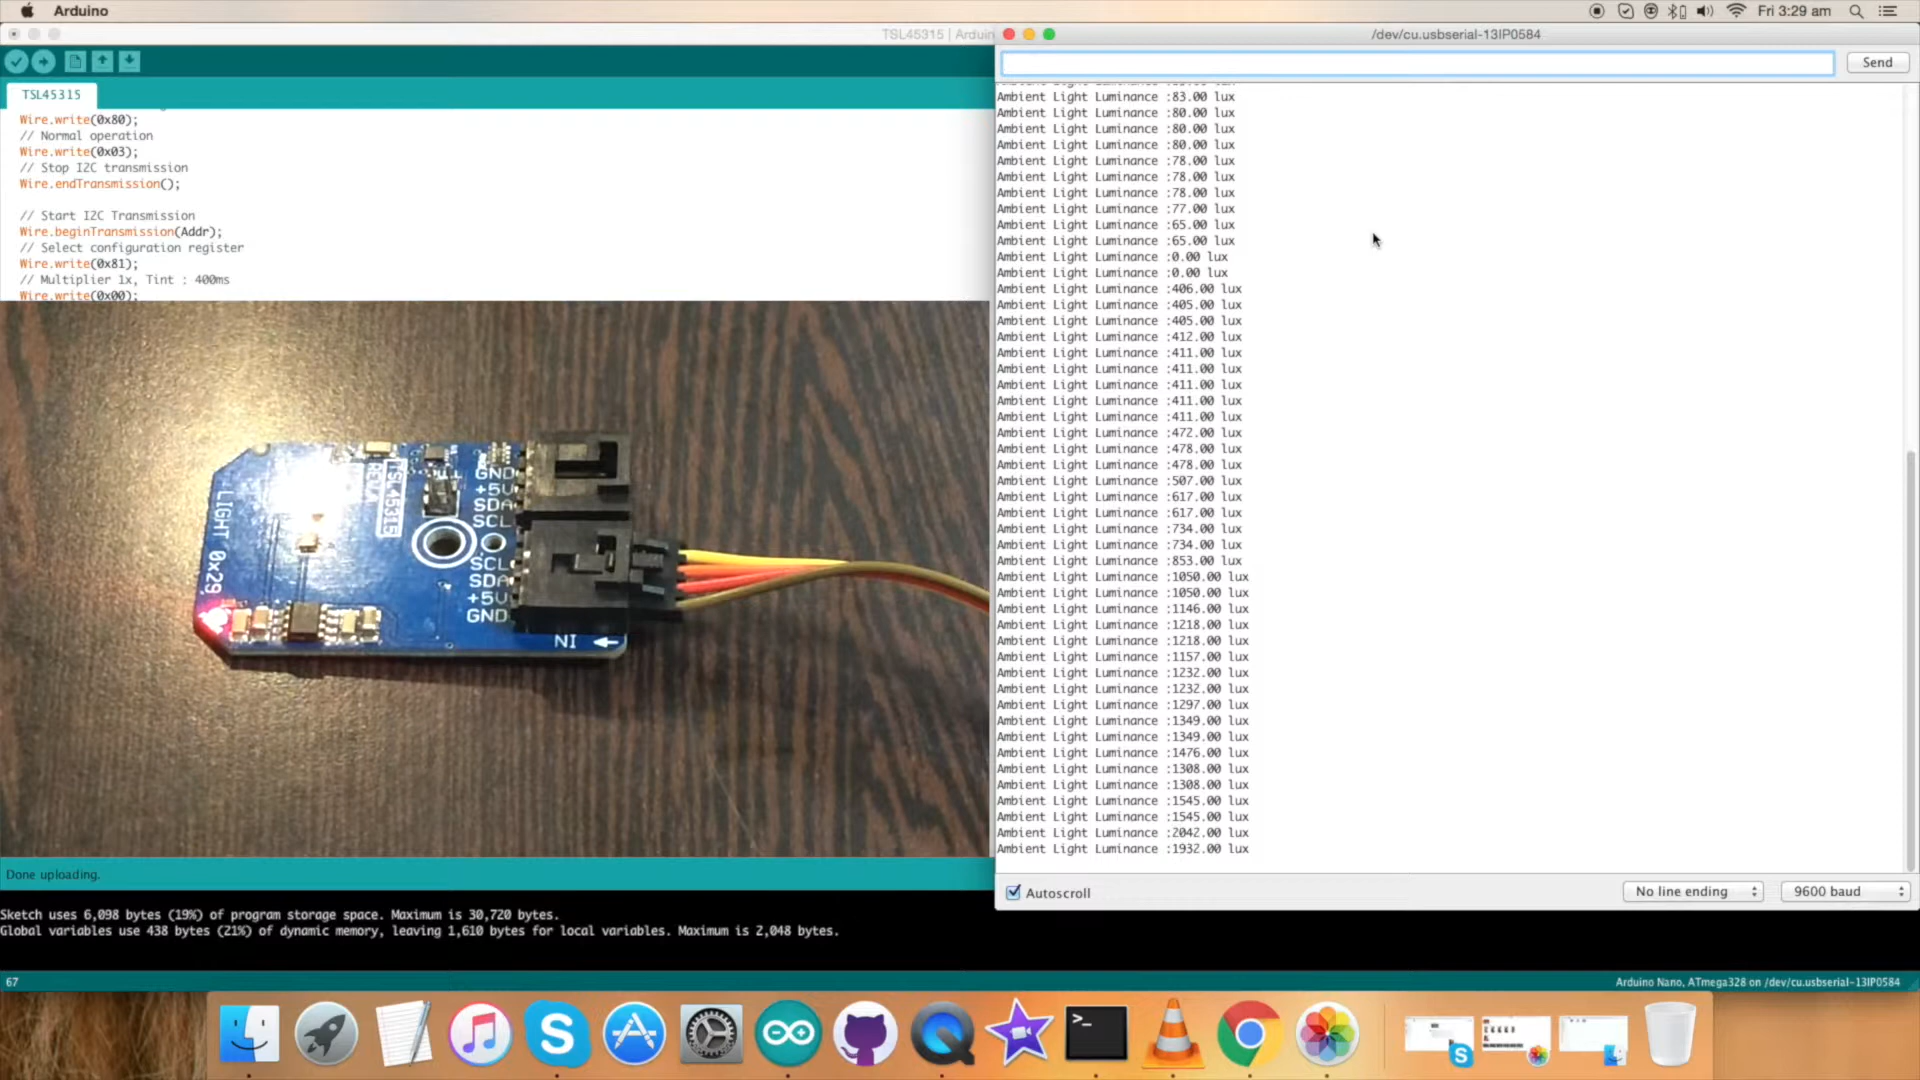 Arduino
Fri 3:29 am
TSL45315 | Arduin
/dev/cu.usbserial-13IP0584
Send
TSL45315
Wire.write(0x80);
// Normal operation
Wire.write(0x03);
// Stop I2C transmission
Wire.endTransmission();
// Start I2C Transmission
Wire.beginTransmission(Addr);
// Select configuration register
Wire.write(0x81);
// Multiplier 1x, Tint : 400ms
Wire.write(0x00);
Ambient Light Luminance :83.00 lux
Ambient Light Luminance :80.00 lux
Ambient Light Luminance :80.00 lux
Ambient Light Luminance :80.00 lux
Ambient Light Luminance :78.00 lux
Ambient Light Luminance :78.00 lux
Ambient Light Luminance :78.00 lux
Ambient Light Luminance :77.00 lux
Ambient Light Luminance :65.00 lux
Ambient Light Luminance :65.00 lux
Ambient Light Luminance :0.00 lux
Ambient Light Luminance :0.00 lux
Ambient Light Luminance :406.00 lux
Ambient Light Luminance :405.00 lux
Ambient Light Luminance :405.00 lux
Ambient Light Luminance :412.00 lux
Ambient Light Luminance :411.00 lux
Ambient Light Luminance :411.00 lux
Ambient Light Luminance :411.00 lux
Ambient Light Luminance :411.00 lux
Ambient Light Luminance :411.00 lux
Ambient Light Luminance :472.00 lux
Ambient Light Luminance :478.00 lux
Ambient Light Luminance :478.00 lux
Ambient Light Luminance :507.00 lux
Ambient Light Luminance :617.00 lux
Ambient Light Luminance :617.00 lux
Ambient Light Luminance :734.00 lux
Ambient Light Luminance :734.00 lux
Ambient Light Luminance :853.00 lux
Ambient Light Luminance :1050.00 lux
Ambient Light Luminance :1050.00 lux
Ambient Light Luminance :1146.00 lux
Ambient Light Luminance :1218.00 lux
Ambient Light Luminance :1218.00 lux
Ambient Light Luminance :1157.00 lux
Ambient Light Luminance :1232.00 lux
Ambient Light Luminance :1232.00 lux
Ambient Light Luminance :1297.00 lux
Ambient Light Luminance :1349.00 lux
Ambient Light Luminance :1349.00 lux
Ambient Light Luminance :1476.00 lux
Ambient Light Luminance :1308.00 lux
Ambient Light Luminance :1308.00 lux
Ambient Light Luminance :1545.00 lux
Ambient Light Luminance :1545.00 lux
Ambient Light Luminance :2042.00 lux
Ambient Light Luminance :1932.00 lux
LIGHT 0x29
REV.A
TSL45315
GND
+5V
SDA
SCL
SCL
SDA
+5V
GND
NI
Autoscroll
No line ending
9600 baud
Done uploading.
Sketch uses 6,098 bytes (19%) of program storage space. Maximum is 30,720 bytes.
Global variables use 438 bytes (21%) of dynamic memory, leaving 1,610 bytes for local variables. Maximum is 2,048 bytes.
67
Arduino Nano, ATmega328 on /dev/cu.usbserial-13IP0584